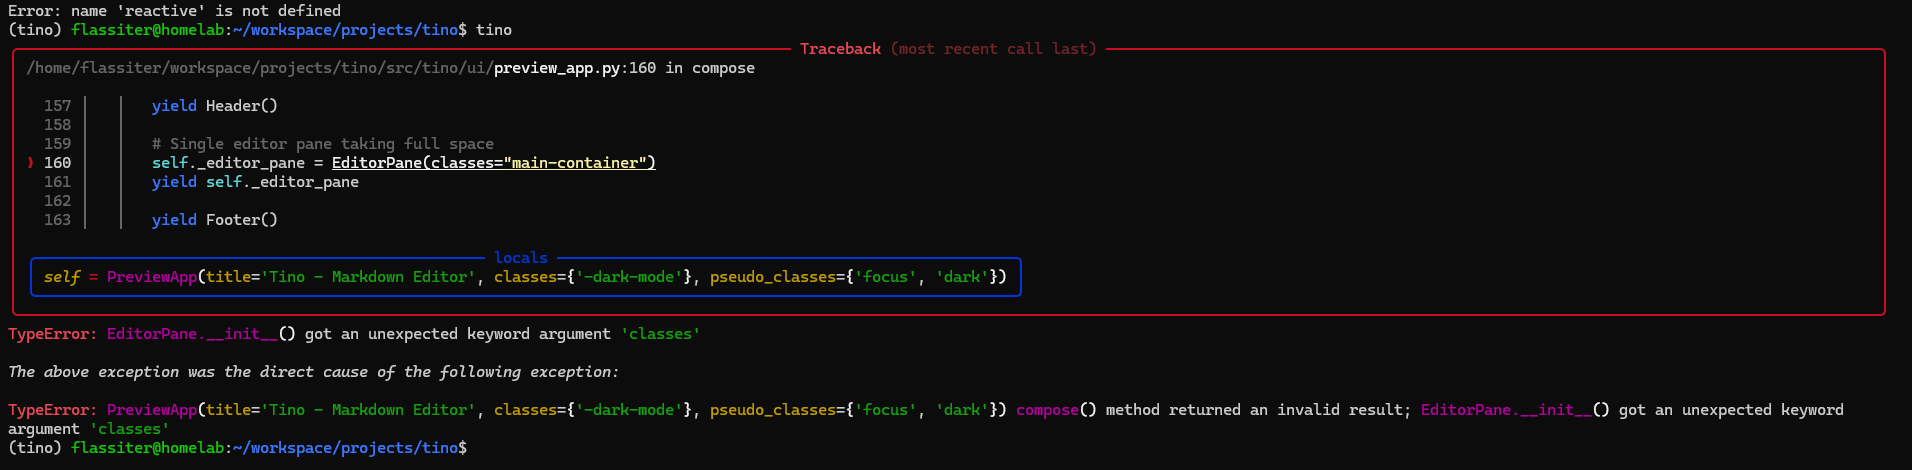 Error: name 'reactive' is not defined
(tino) flassiter@homelab:~/workspace/projects/tino$ tino
Traceback (most recent call last)
/home/flassiter/workspace/projects/tino/src/tino/ui/preview_app.py:160 in compose
157 yield Header()
158
159 # Single editor pane taking full space
❱ 160 self._editor_pane = EditorPane(classes="main-container")
161 yield self._editor_pane
162
163 yield Footer()
locals
self = PreviewApp(title='Tino - Markdown Editor', classes={'-dark-mode'}, pseudo_classes={'focus', 'dark'})
TypeError: EditorPane.__init__() got an unexpected keyword argument 'classes'
The above exception was the direct cause of the following exception:
TypeError: PreviewApp(title='Tino - Markdown Editor', classes={'-dark-mode'}, pseudo_classes={'focus', 'dark'}) compose() method returned an invalid result; EditorPane.__init__() got an unexpected keyword
argument 'classes'
(tino) flassiter@homelab:~/workspace/projects/tino$